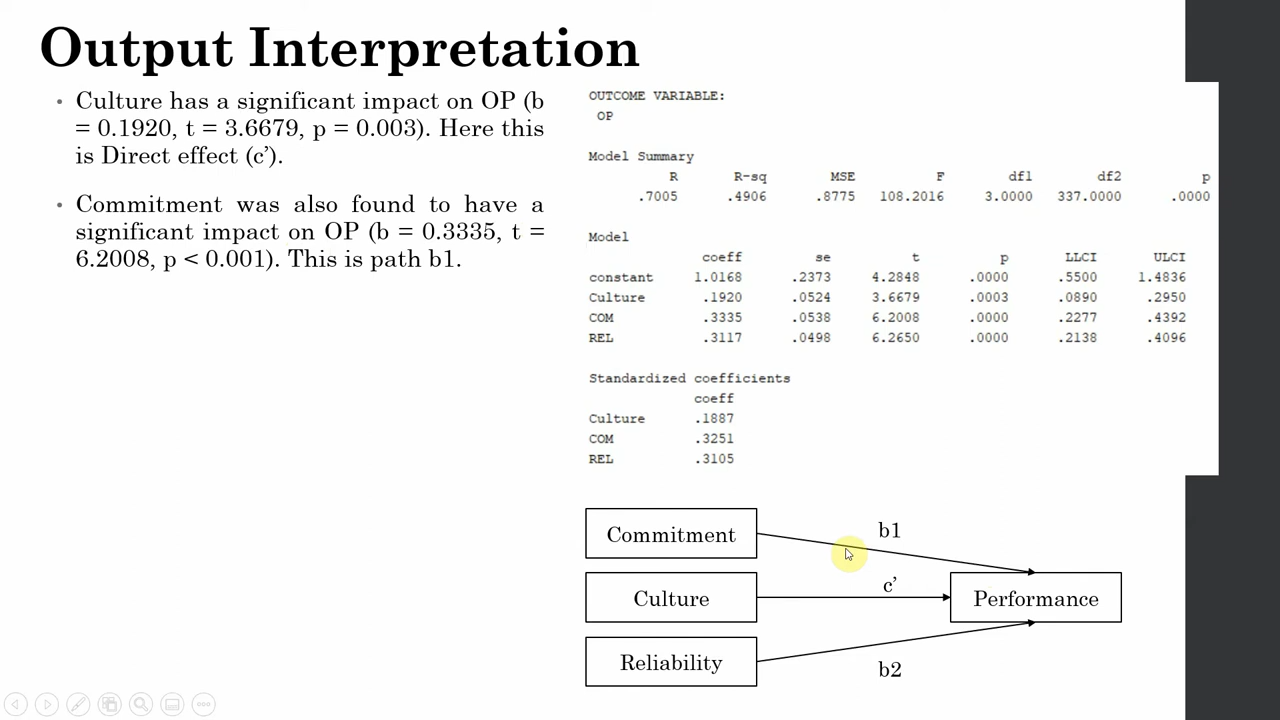 Output Interpretation
• Culture has a significant impact on OP (b
= 0.1920, t = 3.6679, p = 0.003). Here this
is Direct effect (c’).
• Commitment was also found to have a
significant impact on OP (b = 0.3335, t =
6.2008, p < 0.001). This is path b1.
OUTCOME VARIABLE:
OP
Model Summary
R R-sq MSE F df1 df2 p
.7005 .4906 .8775 108.2016 3.0000 337.0000 .0000
Model
coeff se t p LLCI ULCI
constant 1.0168 .2373 4.2848 .0000 .5500 1.4836
Culture .1920 .0524 3.6679 .0003 .0890 .2950
COM .3335 .0538 6.2008 .0000 .2277 .4392
REL .3117 .0498 6.2650 .0000 .2138 .4096
Standardized coefficients
coeff
Culture .1887
COM .3251
REL .3105
Commitment
b1
Culture
c’
Performance
Reliability
b2